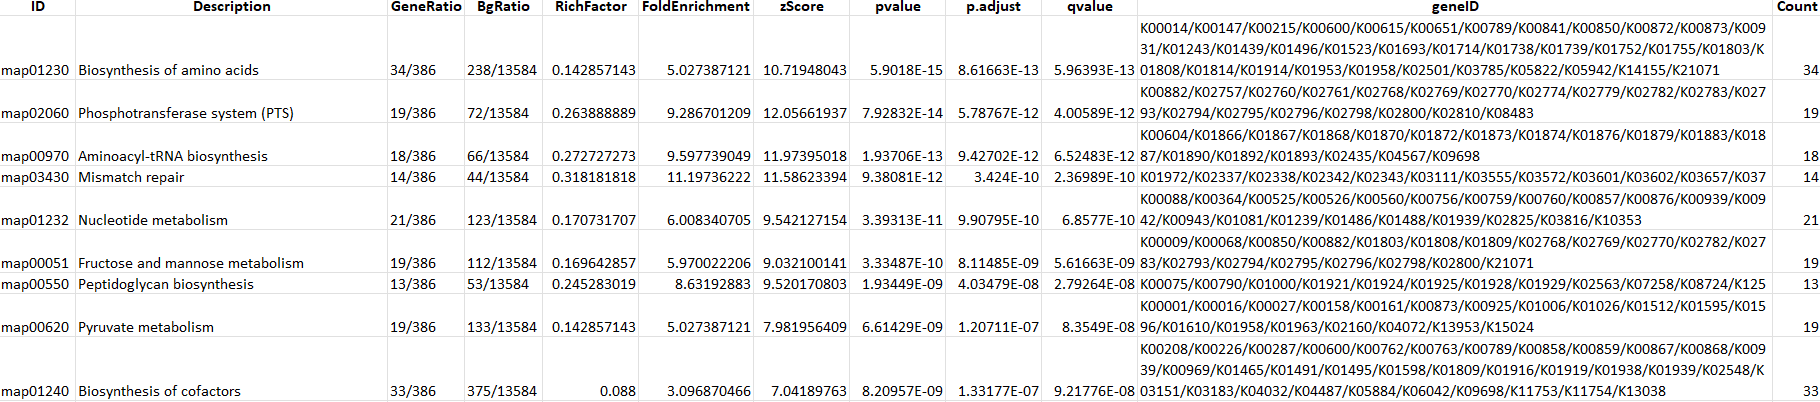 ID Description GeneRatio BgRatio RichFactor FoldEnrichment zScore pvalue p.adjust qvalue geneID Count
K00014/K00147/K00215/K00600/K00615/K00651/K00789/K00841/K00850/K00872/K00873/K009
31/K01243/K01439/K01496/K01523/K01693/K01714/K01738/K01739/K01752/K01755/K01803/K
map01230 Biosynthesis of amino acids 34/386 238/13584 0.142857143 5.027387121 10.71948043 5.9018E-15 8.61663E-13 5.96393E-13 01808/K01814/K01914/K01953/K01958/K02501/K03785/K05822/K05942/K14155/K21071 34
K00882/K02757/K02760/K02761/K02768/K02769/K02770/K02774/K02779/K02782/K02783/K027
map02060 Phosphotransferase system (PTS) 19/386 72/13584 0.263888889 9.286701209 12.05661937 7.92832E-14 5.78767E-12 4.00589E-12 93/K02794/K02795/K02796/K02798/K02800/K02810/K08483 19
K00604/K01866/K01867/K01868/K01870/K01872/K01873/K01874/K01876/K01879/K01883/K018
map00970 Aminoacyl-tRNA biosynthesis 18/386 66/13584 0.272727273 9.597739049 11.97395018 1.93706E-13 9.42702E-12 6.52483E-12 87/K01890/K01892/K01893/K02435/K04567/K09698 18
map03430 Mismatch repair 14/386 44/13584 0.318181818 11.19736222 11.58623394 9.38081E-12 3.424E-10 2.36989E-10 K01972/K02337/K02338/K02342/K02343/K03111/K03555/K03572/K03601/K03602/K03657/K037 14
K00088/K00364/K00525/K00526/K00560/K00756/K00759/K00760/K00857/K00876/K00939/K009
map01232 Nucleotide metabolism 21/386 123/13584 0.170731707 6.008340705 9.542127154 3.39313E-11 9.90795E-10 6.8577E-10 42/K00943/K01081/K01239/K01486/K01488/K01939/K02825/K03816/K10353 21
K00009/K00068/K00850/K00882/K01803/K01808/K01809/K02768/K02769/K02770/K02782/K027
map00051 Fructose and mannose metabolism 19/386 112/13584 0.169642857 5.970022206 9.032100141 3.33487E-10 8.11485E-09 5.61663E-09 83/K02793/K02794/K02795/K02796/K02798/K02800/K21071 19
map00550 Peptidoglycan biosynthesis 13/386 53/13584 0.245283019 8.63192883 9.520170803 1.93449E-09 4.03479E-08 2.79264E-08 K00075/K00790/K01000/K01921/K01924/K01925/K01928/K01929/K02563/K07258/K08724/K125 13
K00001/K00016/K00027/K00158/K00161/K00873/K00925/K01006/K01026/K01512/K01595/K015
map00620 Pyruvate metabolism 19/386 133/13584 0.142857143 5.027387121 7.981956409 6.61429E-09 1.20711E-07 8.3549E-08 96/K01610/K01958/K01963/K02160/K04072/K13953/K15024 19
K00208/K00226/K00287/K00600/K00762/K00763/K00789/K00858/K00859/K00867/K00868/K009
39/K00969/K01465/K01491/K01495/K01598/K01809/K01916/K01919/K01938/K01939/K02548/K
map01240 Biosynthesis of cofactors 33/386 375/13584 0.088 3.096870466 7.04189763 8.20957E-09 1.33177E-07 9.21776E-08 03151/K03183/K04032/K04487/K05884/K06042/K09698/K11753/K11754/K13038 33